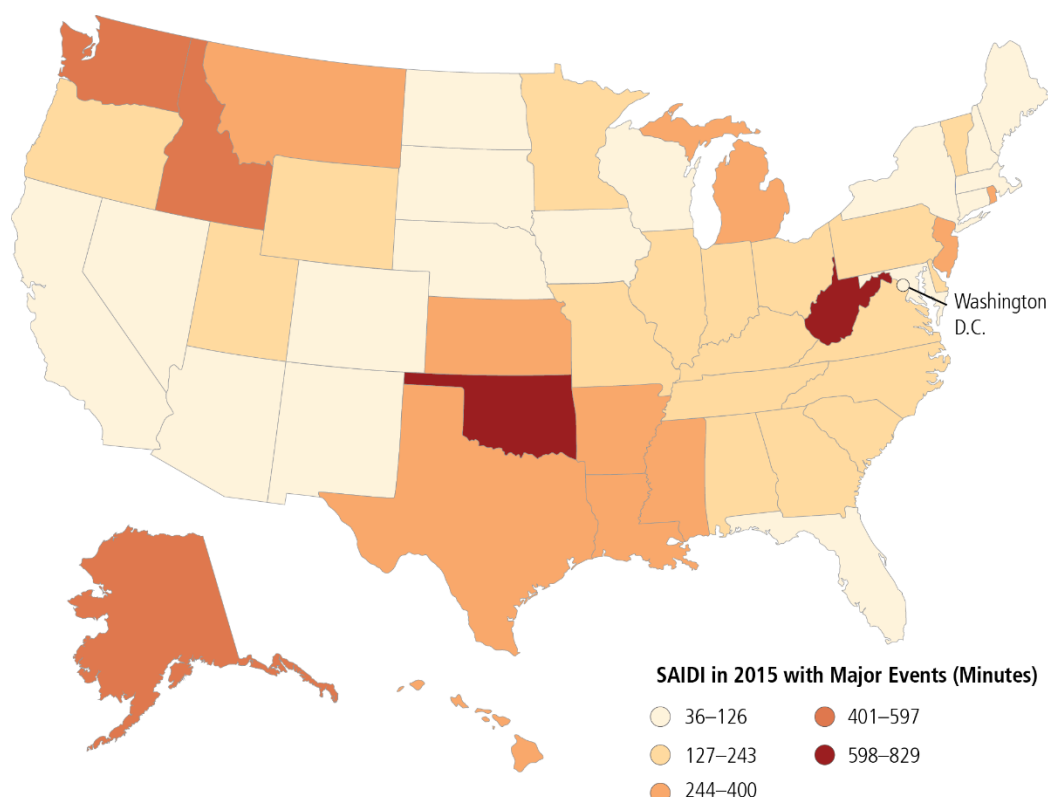 Washington
D.C.
SAIDI in 2015 with Major Events (Minutes)
36–126
401–597
127–243
598–829
244–400